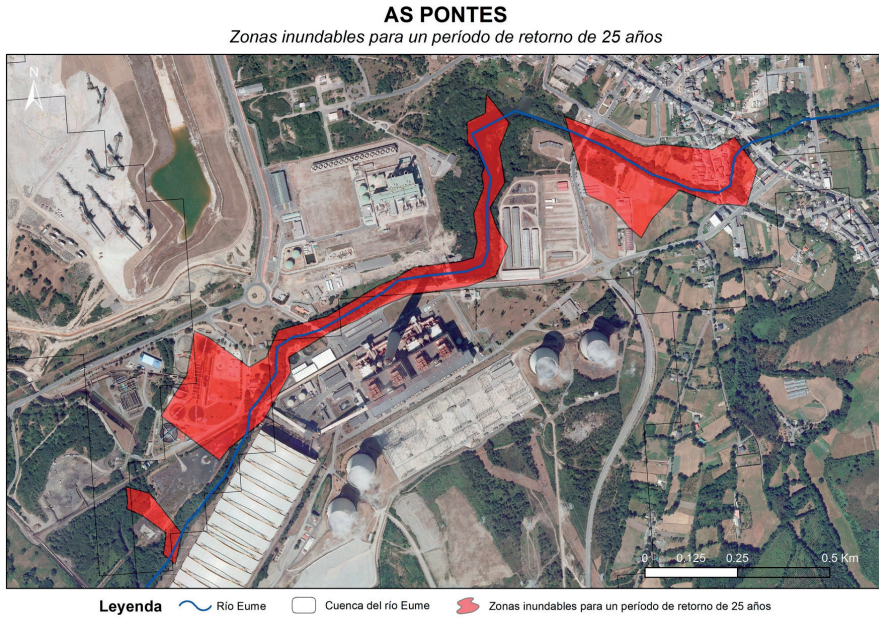 AS PONTES
Zonas inundables para un período de retorno de 25 años
N
0 0,125 0.25 0.5 Km
Leyenda Río Eume Cuenca del río Eume Zonas inundables para un período de retorno de 25 años